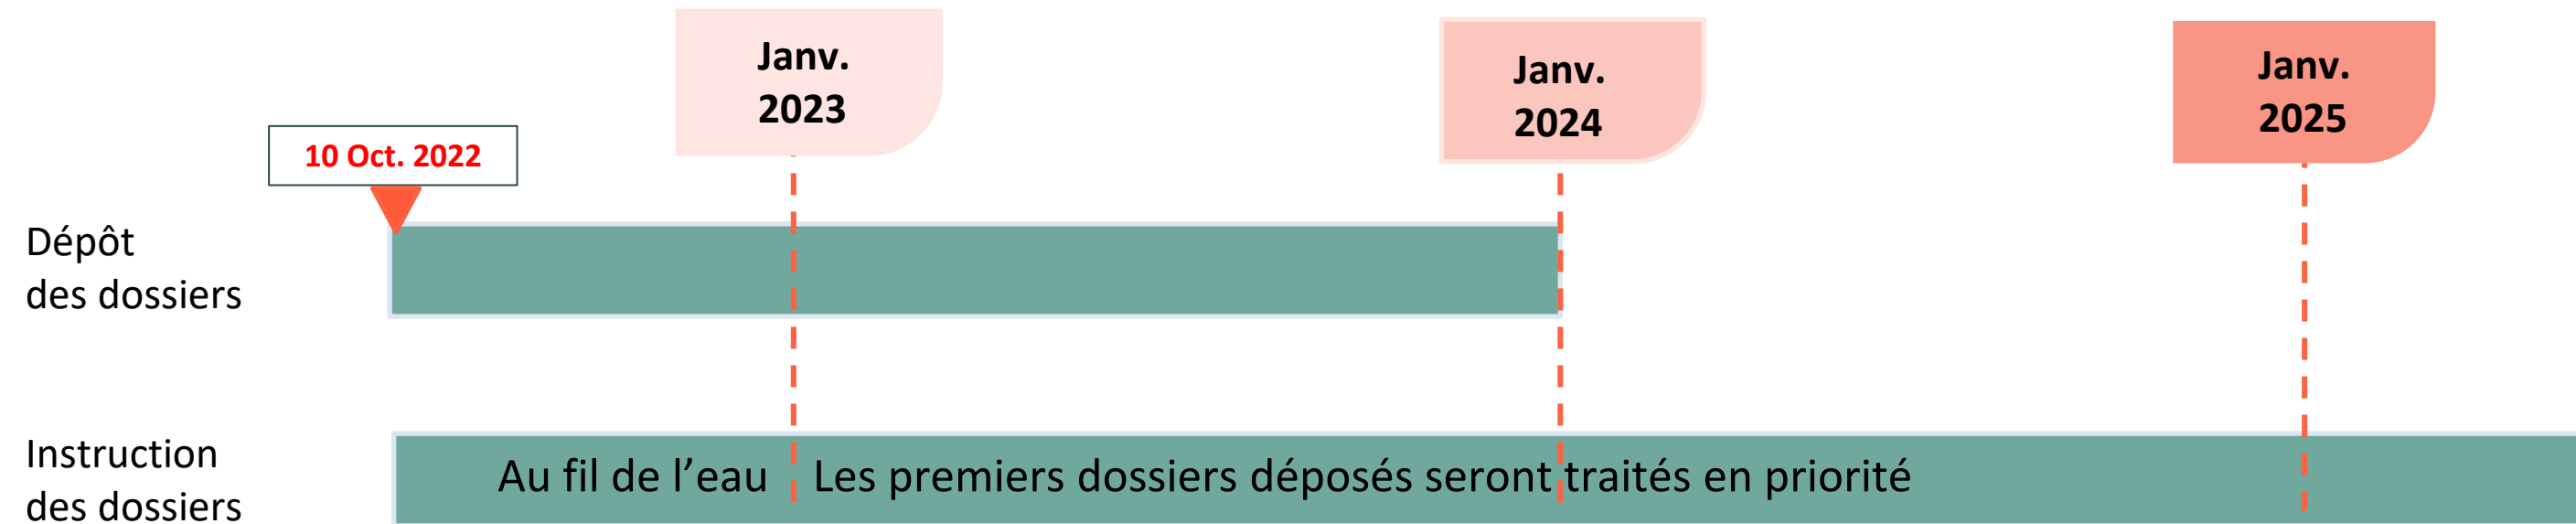 Janv.
2023
Janv.
2024
Janv.
2025
10 Oct. 2022
Dépôt
des dossiers
Instruction
des dossiers
Au fil de l’eau Les premiers dossiers déposés seront traités en priorité